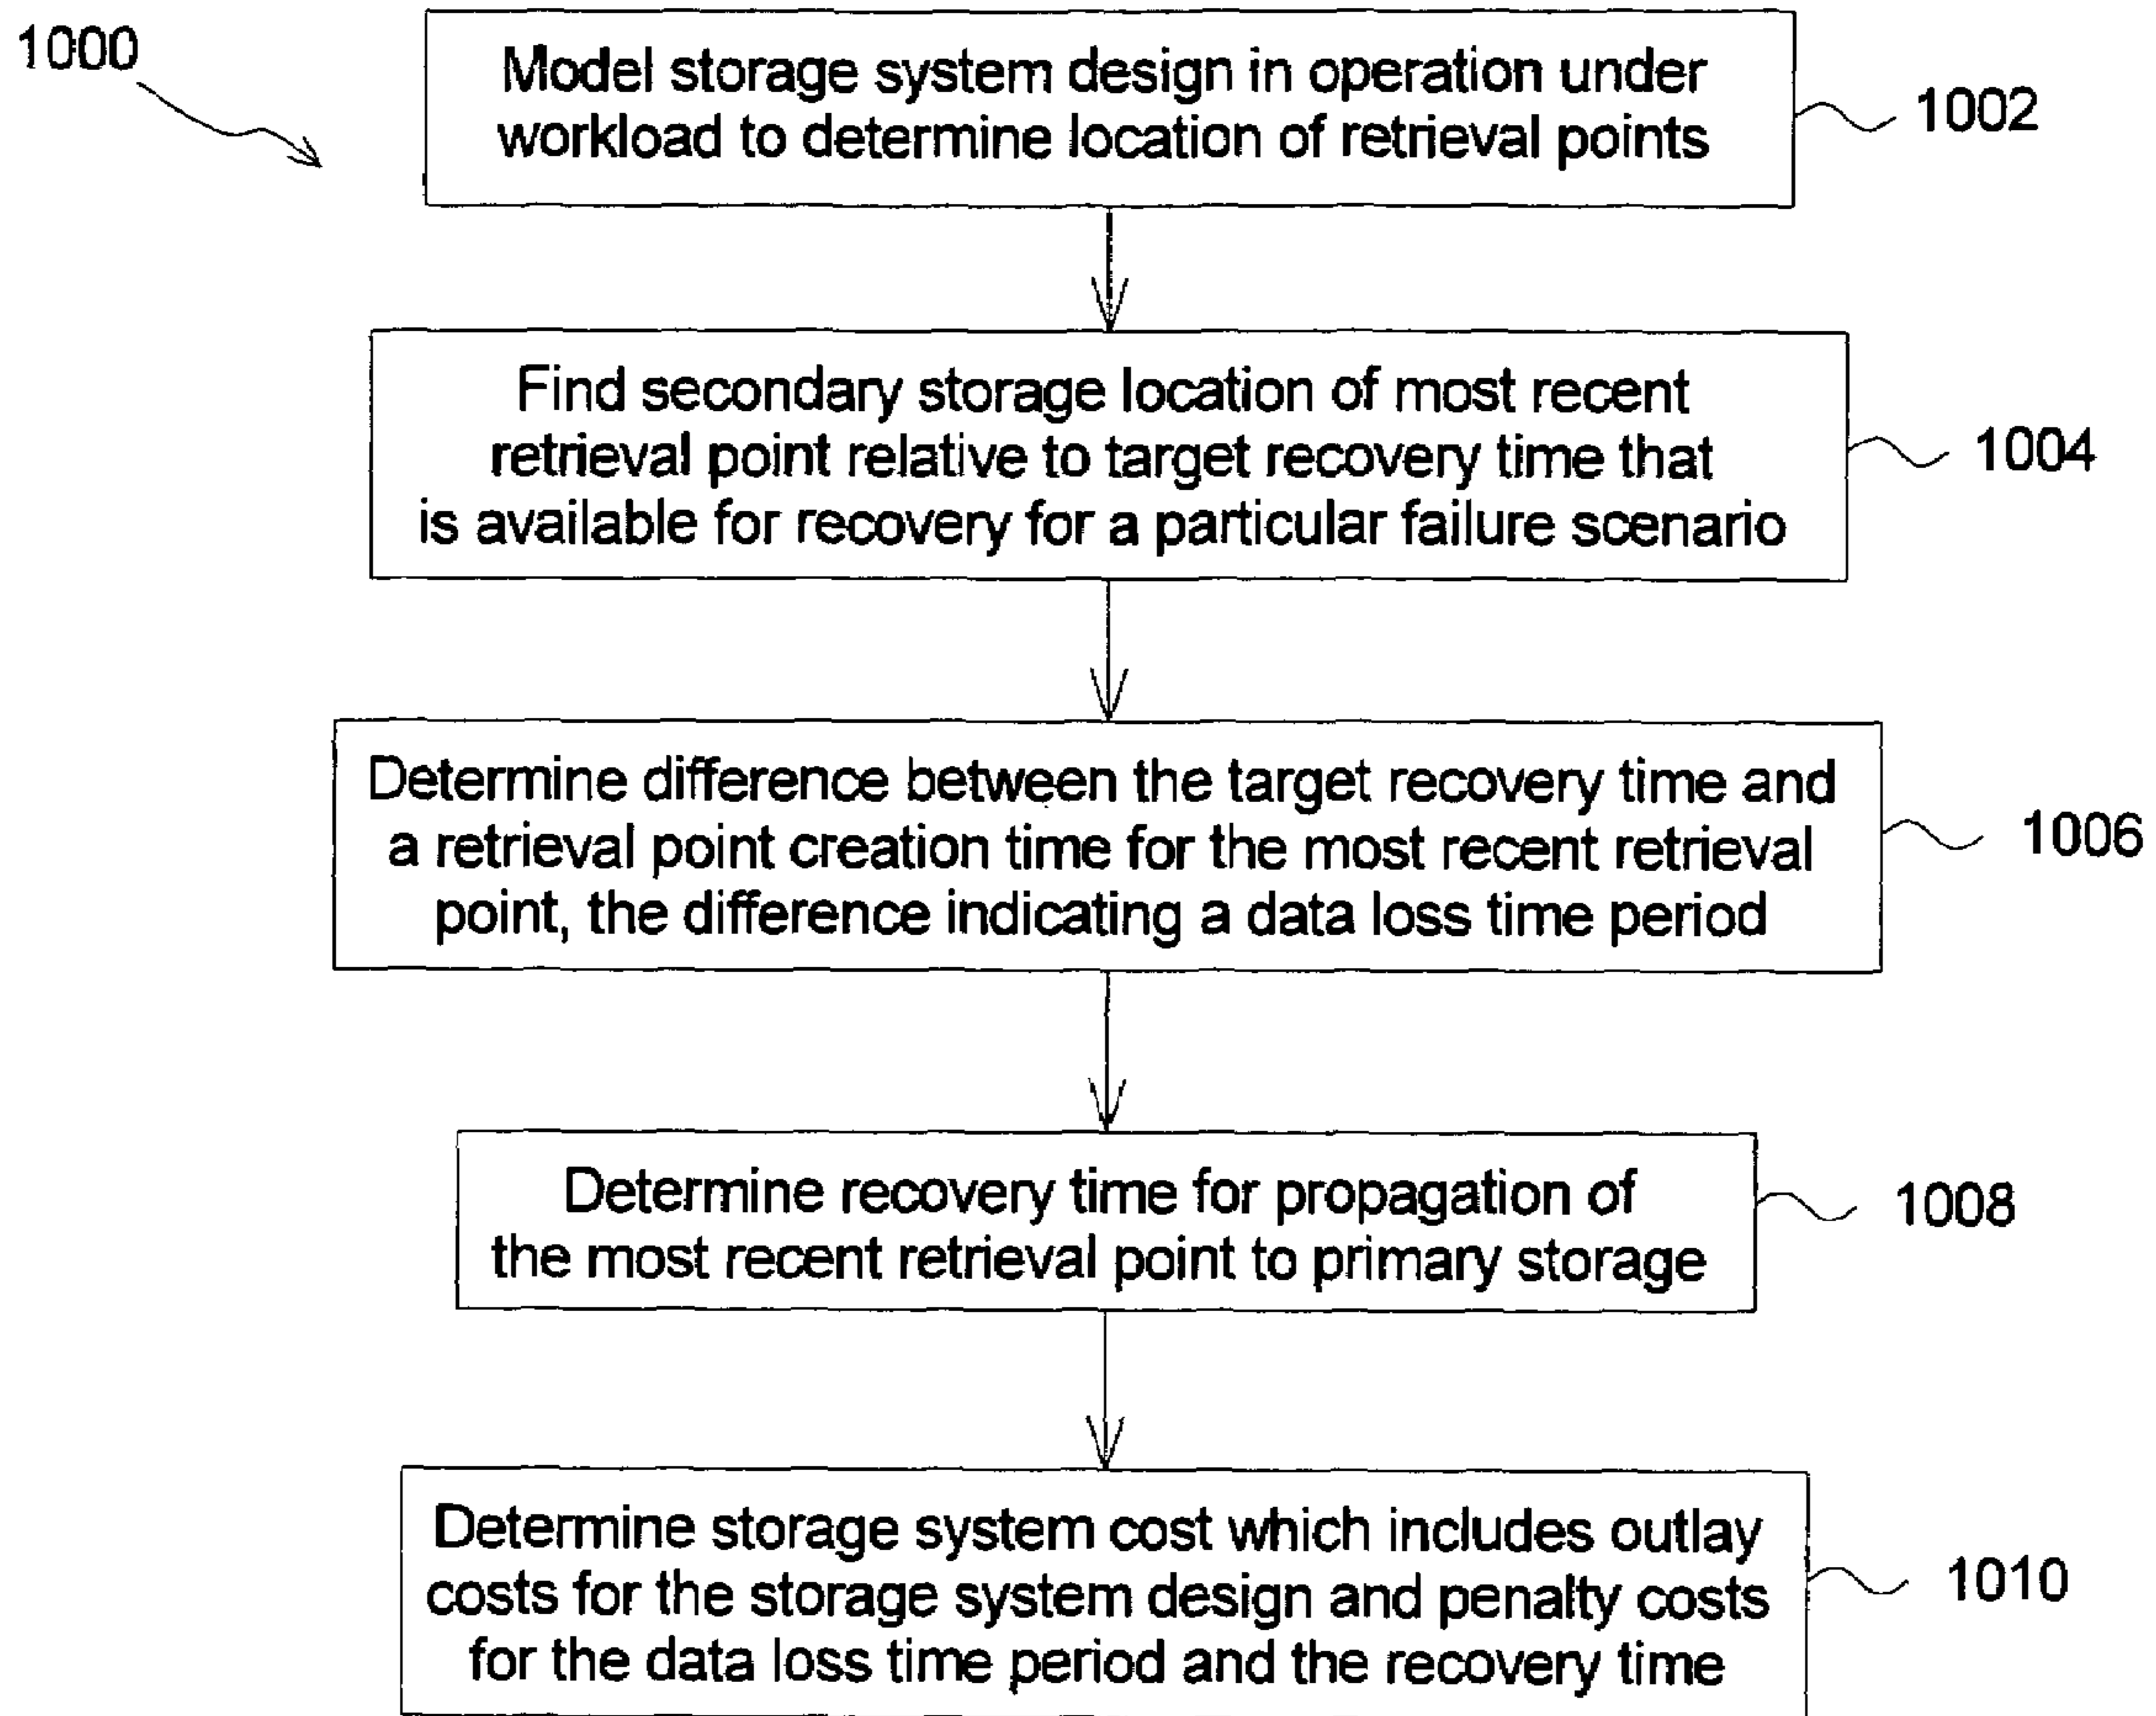 1000
Model storage system design in operation under
workload to determine location of retrieval points
1002
Find secondary storage location of most recent
retrieval point relative to target recovery time that
is available for recovery for a particular failure scenario
1004
Determine difference between the target recovery time and
a retrieval point creation time for the most recent retrieval
point, the difference indicating a data loss time period
1006
Determine recovery time for propagation of
the most recent retrieval point to primary storage
1008
Determine storage system cost which includes outlay
costs for the storage system design and penalty costs
for the data loss time period and the recovery time
1010